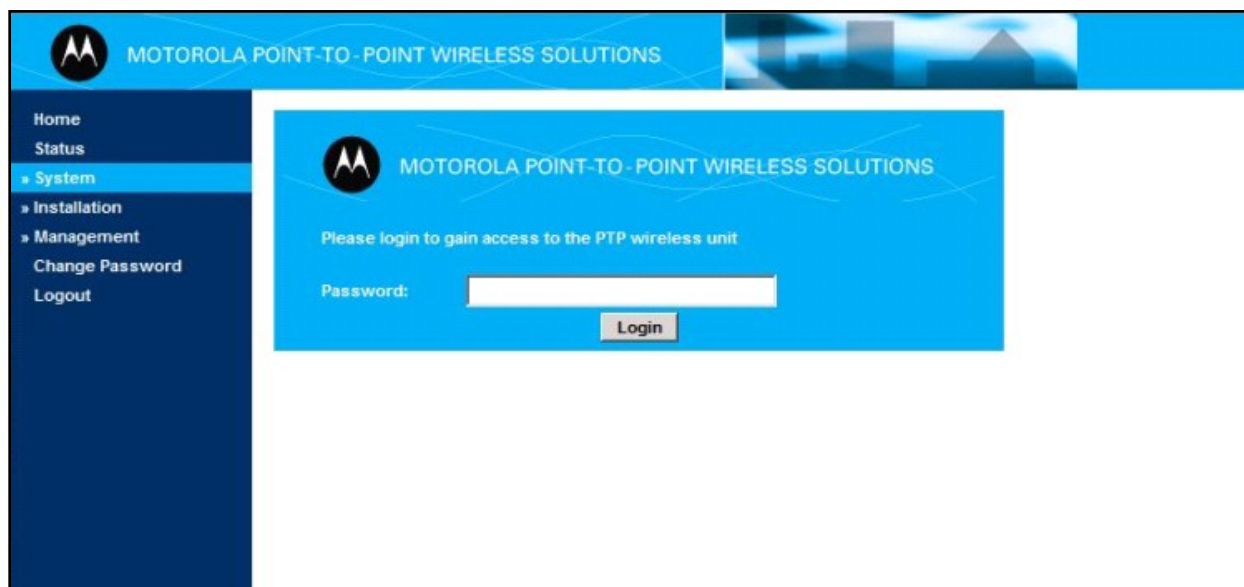 MOTOROLA POINT-TO-POINT WIRELESS SOLUTIONS
Home
Status
» System
» Installation
» Management
Change Password
Logout
MOTOROLA POINT-TO-POINT WIRELESS SOLUTIONS
Please login to gain access to the PTP wireless unit
Password:
Login